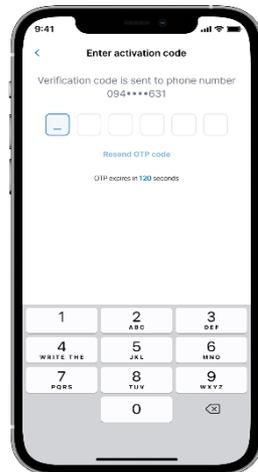 9:41
Enter activation code
Verification code is sent to phone number
094••••631
Resend OTP code
OTP expires in 120 seconds
1 2 3
ABC DEF
4 5 6
WRITE THE JKL MNO
7 8 9
PQRS TUV WXYZ
0